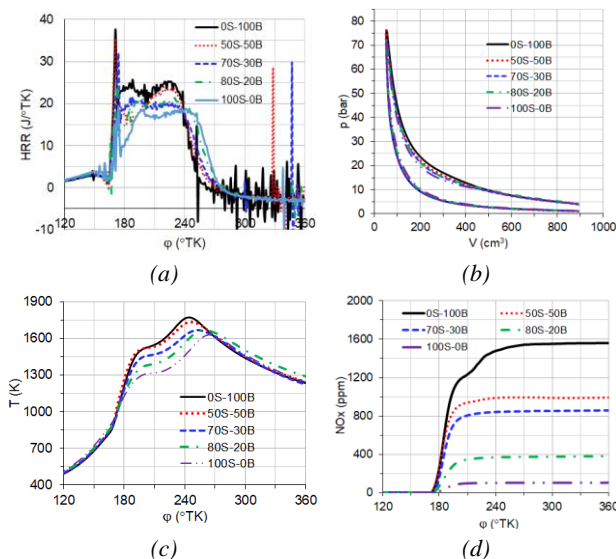 40
30
20
10
0
-10
120 180 240 300 360
HRR (J/°TK)
φ (°TK)
0S-100B
50S-50B
70S-30B
80S-20B
100S-0B
(a)
90
80
70
60
50
40
30
20
10
0
0 200 400 600 800 1000
p (bar)
V (cm³)
0S-100B
50S-50B
70S-30B
80S-20B
100S-0B
(b)
1800
1600
1300
1000
700
400
120 180 240 300 360
T (K)
φ (°TK)
0S-100B
50S-50B
70S-30B
80S-20B
100S-0B
(c)
2000
1600
1200
800
400
0
120 180 240 300 360
NOx (ppm)
φ (°TK)
0S-100B 50S-50B
70S-30B 80S-20B
100S-0B
(d)